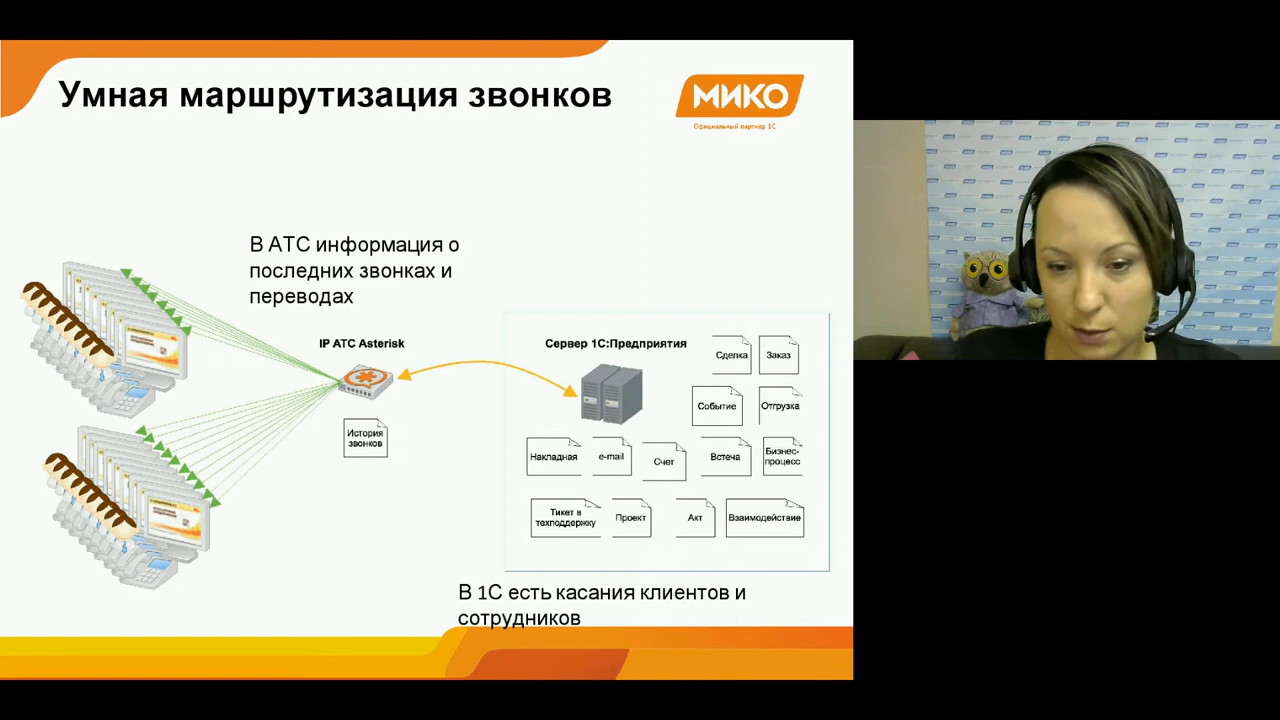 Умная маршрутизация звонков
МИКО
Официальный партнер 1С
В АТС информация о
последних звонках и
переводах
IP АТС Asterisk
История
звонков
Сервер 1С:Предприятия
Сделка
Заказ
Событие
Отгрузка
Накладная
e-mail
Счет
Встеча
Бизнес-
процесс
Тикет в
техподдержку
Проект
Акт
Взаимодействие
В 1С есть касания клиентов и
сотрудников